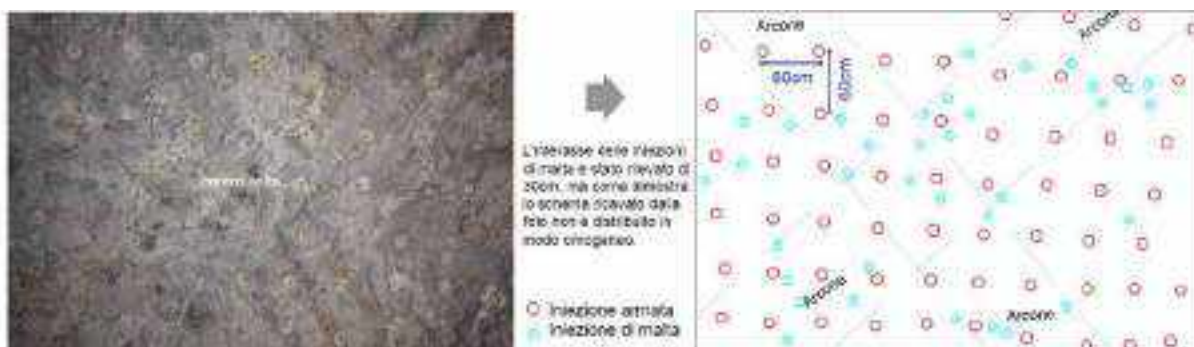 L'interasse delle iniezioni
di malta è stato rilevato di
30cm, ma come dimostra
lo schema ricavato dalla
foto non è distribuito in
modo omogeneo.
Iniezione armata
Iniezione di malta
Arcone
Arcone
60cm
60cm
Arcone
Arcone